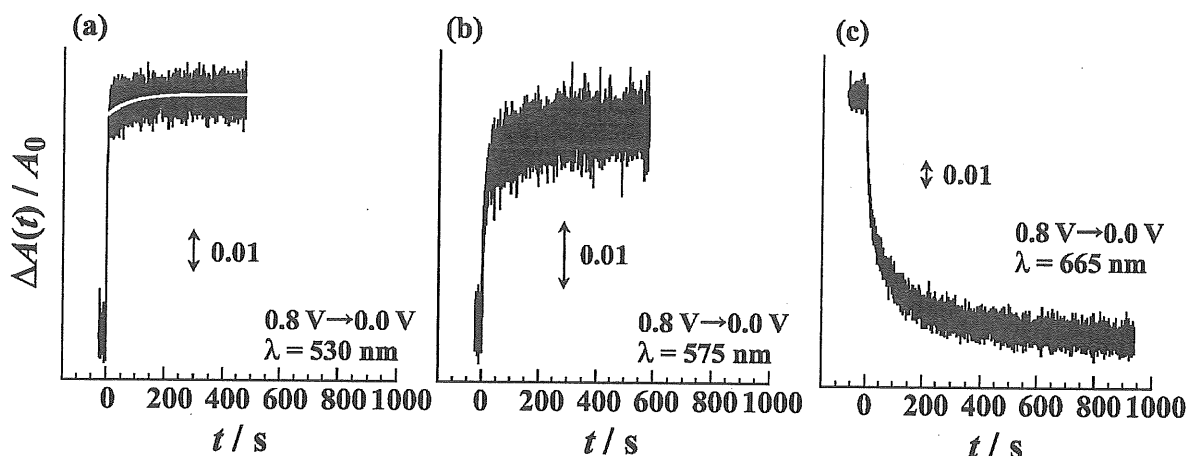 (a)
ΔA(t) / A₀
0.01
0.8 V→0.0 V
λ = 530 nm
0 200 400 600 800 1000
t / s
(b)
0.01
0.8 V→0.0 V
λ = 575 nm
0 200 400 600 800 1000
t / s
(c)
0.01
0.8 V→0.0 V
λ = 665 nm
0 200 400 600 800 1000
t / s